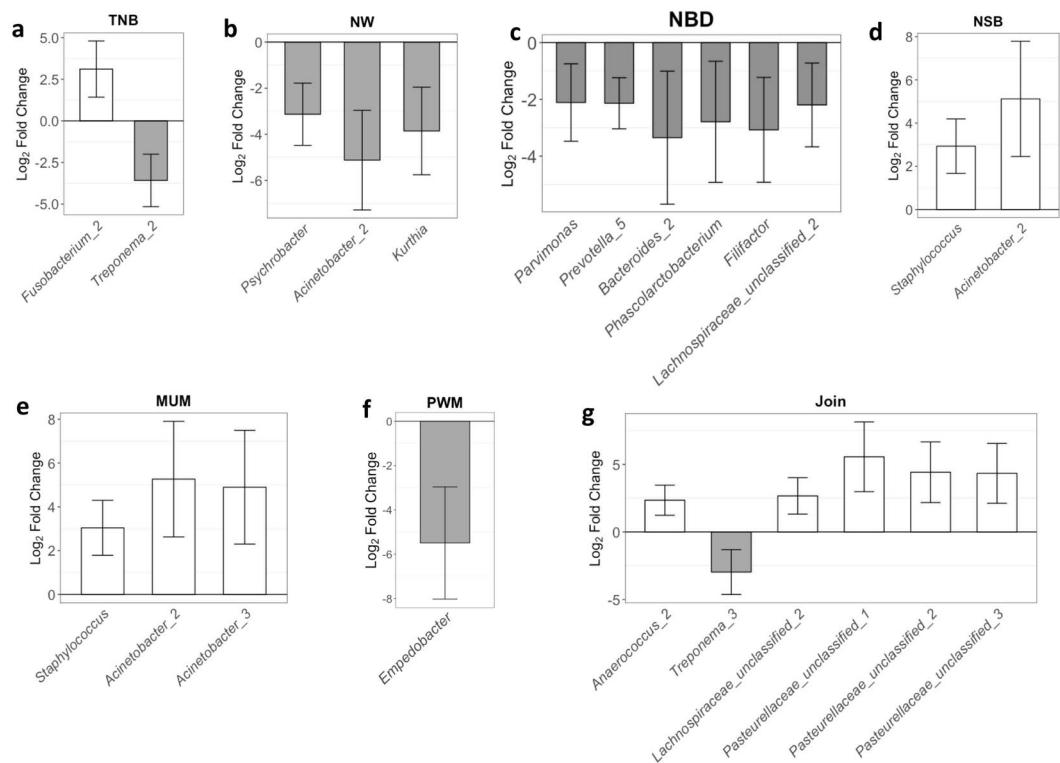 a
TNB
Log2 Fold Change
5.0
2.5
0.0
-2.5
-5.0
Fusobacterium_2
Treponema_2
b
NW
Log2 Fold Change
0
-2
-4
-6
Psychrobacter
Acinetobacter_2
Kurthia
c
NBD
Log2 Fold Change
0
-2
-4
Parvimonas
Prevotella_5
Bacteroides_2
Phascolarctobacterium
Filifactor
Lachnospiraceae_unclassified_2
d
NSB
Log2 Fold Change
8
6
4
2
0
Staphylococcus
Acinetobacter_2
e
MUM
Log2 Fold Change
8
6
4
2
0
Staphylococcus
Acinetobacter_2
Acinetobacter_3
f
PWM
Log2 Fold Change
0
-2
-4
-6
-8
Empedobacter
g
Join
Log2 Fold Change
5
0
-5
Anaerococcus_2
Treponema_3
Lachnospiraceae_unclassified_2
Pasteurellaceae_unclassified_1
Pasteurellaceae_unclassified_2
Pasteurellaceae_unclassified_3